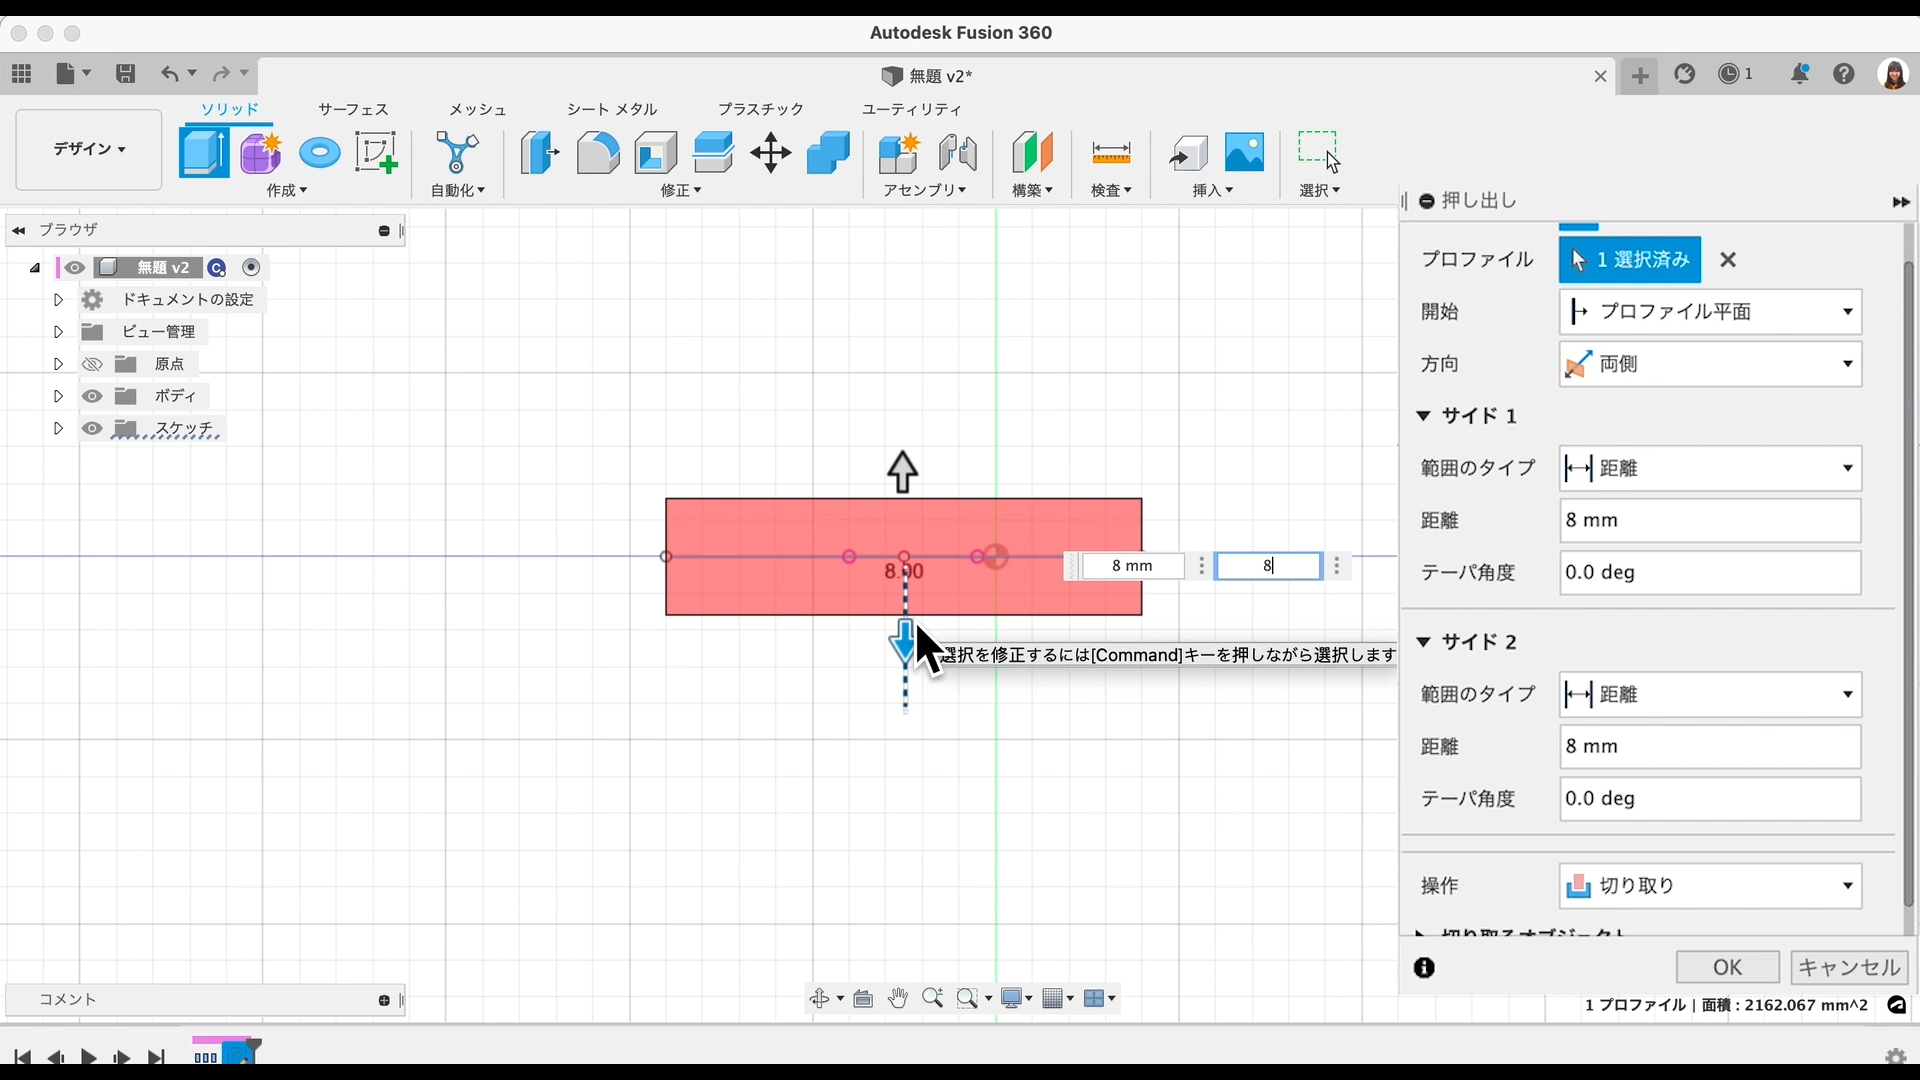 Autodesk Fusion 360
無題 v2*
1
ソリッド サーフェス メッシュ シート メタル プラスチック ユーティリティ
デザイン
作成 自動化 修正 アセンブリ 構築 検査 挿入 選択
押し出し
ブラウザ
無題 v2
ドキュメントの設定
ビュー管理
原点
ボディ
スケッチ
8.00
8 mm
8
選択を修正するには[Command]キーを押しながら選択します
プロファイル 1 選択済み
開始 プロファイル平面
方向 両側
サイド 1
範囲のタイプ 距離
距離 8 mm
テーパ角度 0.0 deg
サイド 2
範囲のタイプ 距離
距離 8 mm
テーパ角度 0.0 deg
操作 切り取り
切り取るオブジェクト
OK キャンセル
コメント
1 プロファイル | 面積 : 2162.067 mm^2